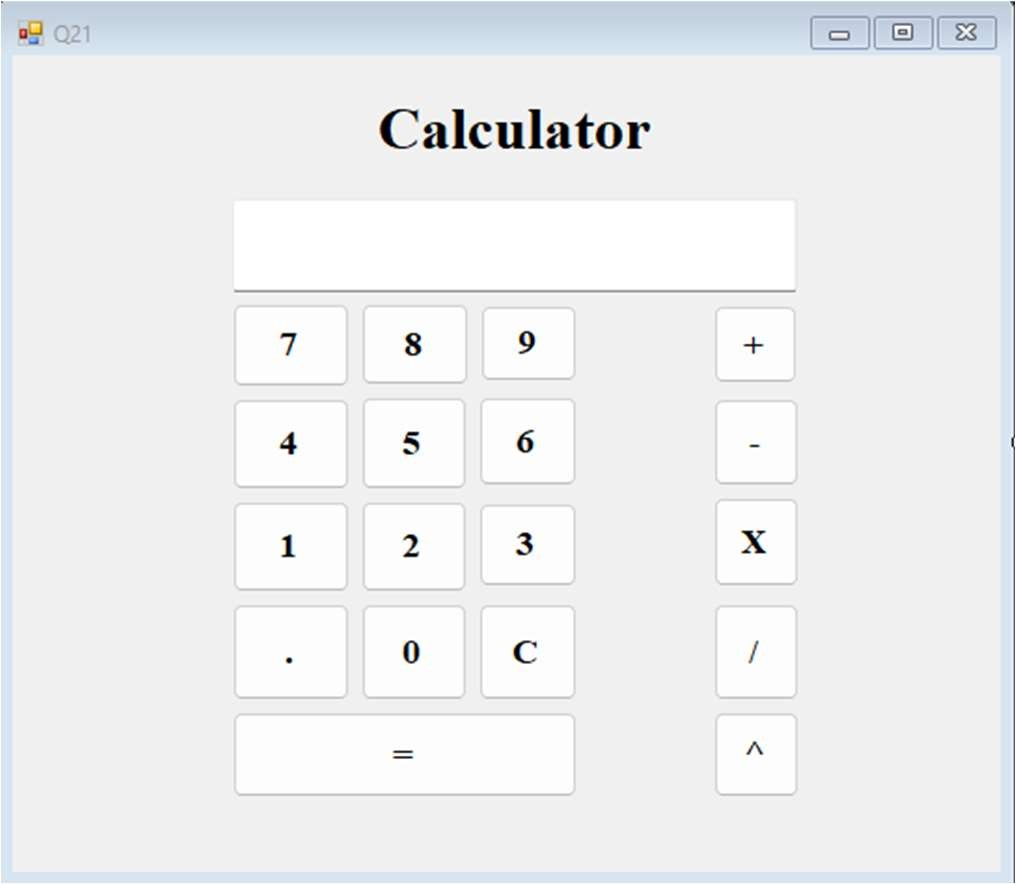 Q21
Calculator
7 8 9 +
4 5 6 -
1 2 3 X
. 0 C /
= ^